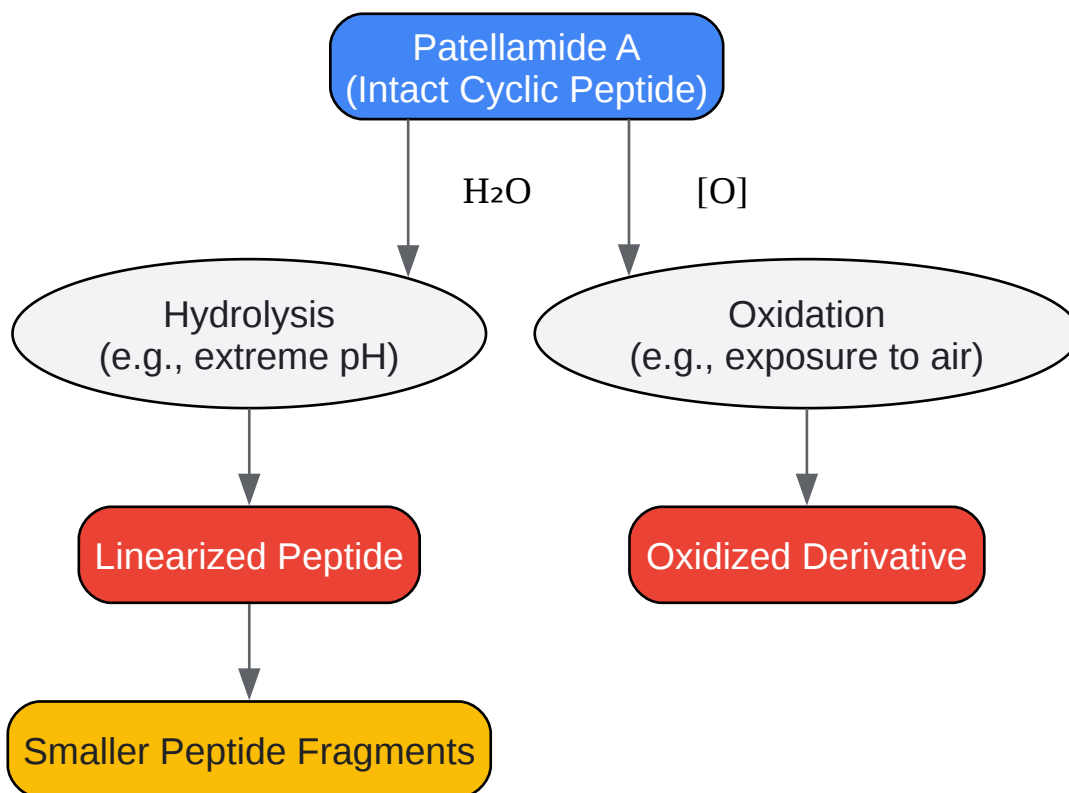 Patellamide A
(Intact Cyclic Peptide)
H₂O
[O]
Hydrolysis
(e.g., extreme pH)
Oxidation
(e.g., exposure to air)
Linearized Peptide
Oxidized Derivative
Smaller Peptide Fragments